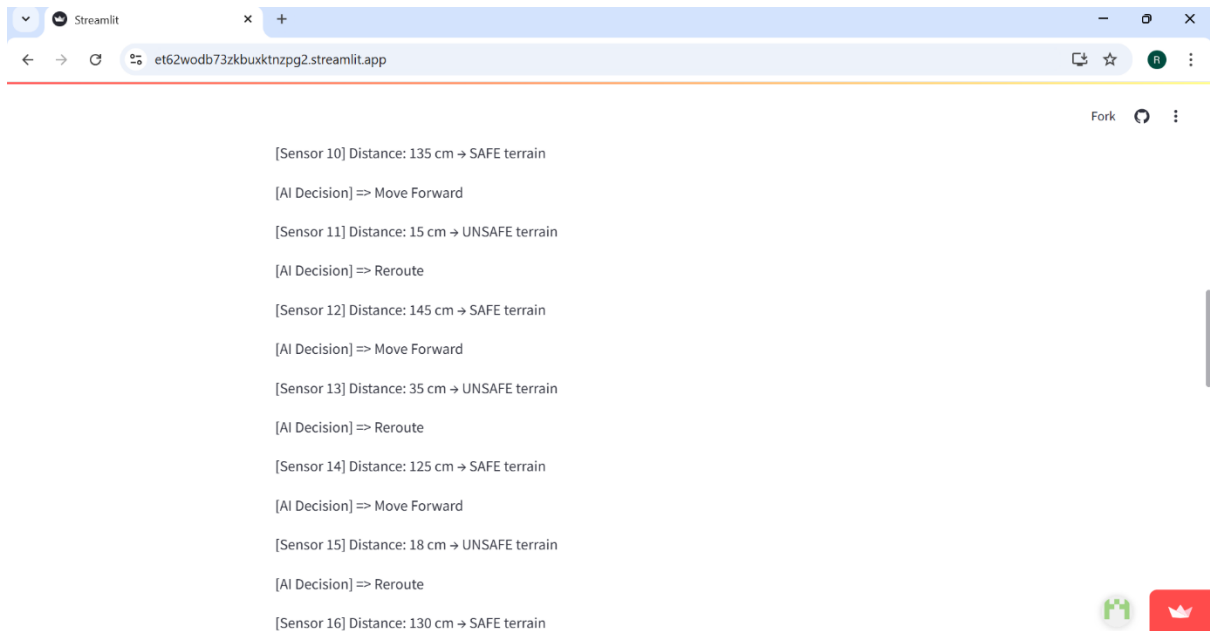 Streamlit
et62wodb73zkbuxktnzpg2.streamlit.app
R
Fork
[Sensor 10] Distance: 135 cm → SAFE terrain
[AI Decision] => Move Forward
[Sensor 11] Distance: 15 cm → UNSAFE terrain
[AI Decision] => Reroute
[Sensor 12] Distance: 145 cm → SAFE terrain
[AI Decision] => Move Forward
[Sensor 13] Distance: 35 cm → UNSAFE terrain
[AI Decision] => Reroute
[Sensor 14] Distance: 125 cm → SAFE terrain
[AI Decision] => Move Forward
[Sensor 15] Distance: 18 cm → UNSAFE terrain
[AI Decision] => Reroute
[Sensor 16] Distance: 130 cm → SAFE terrain